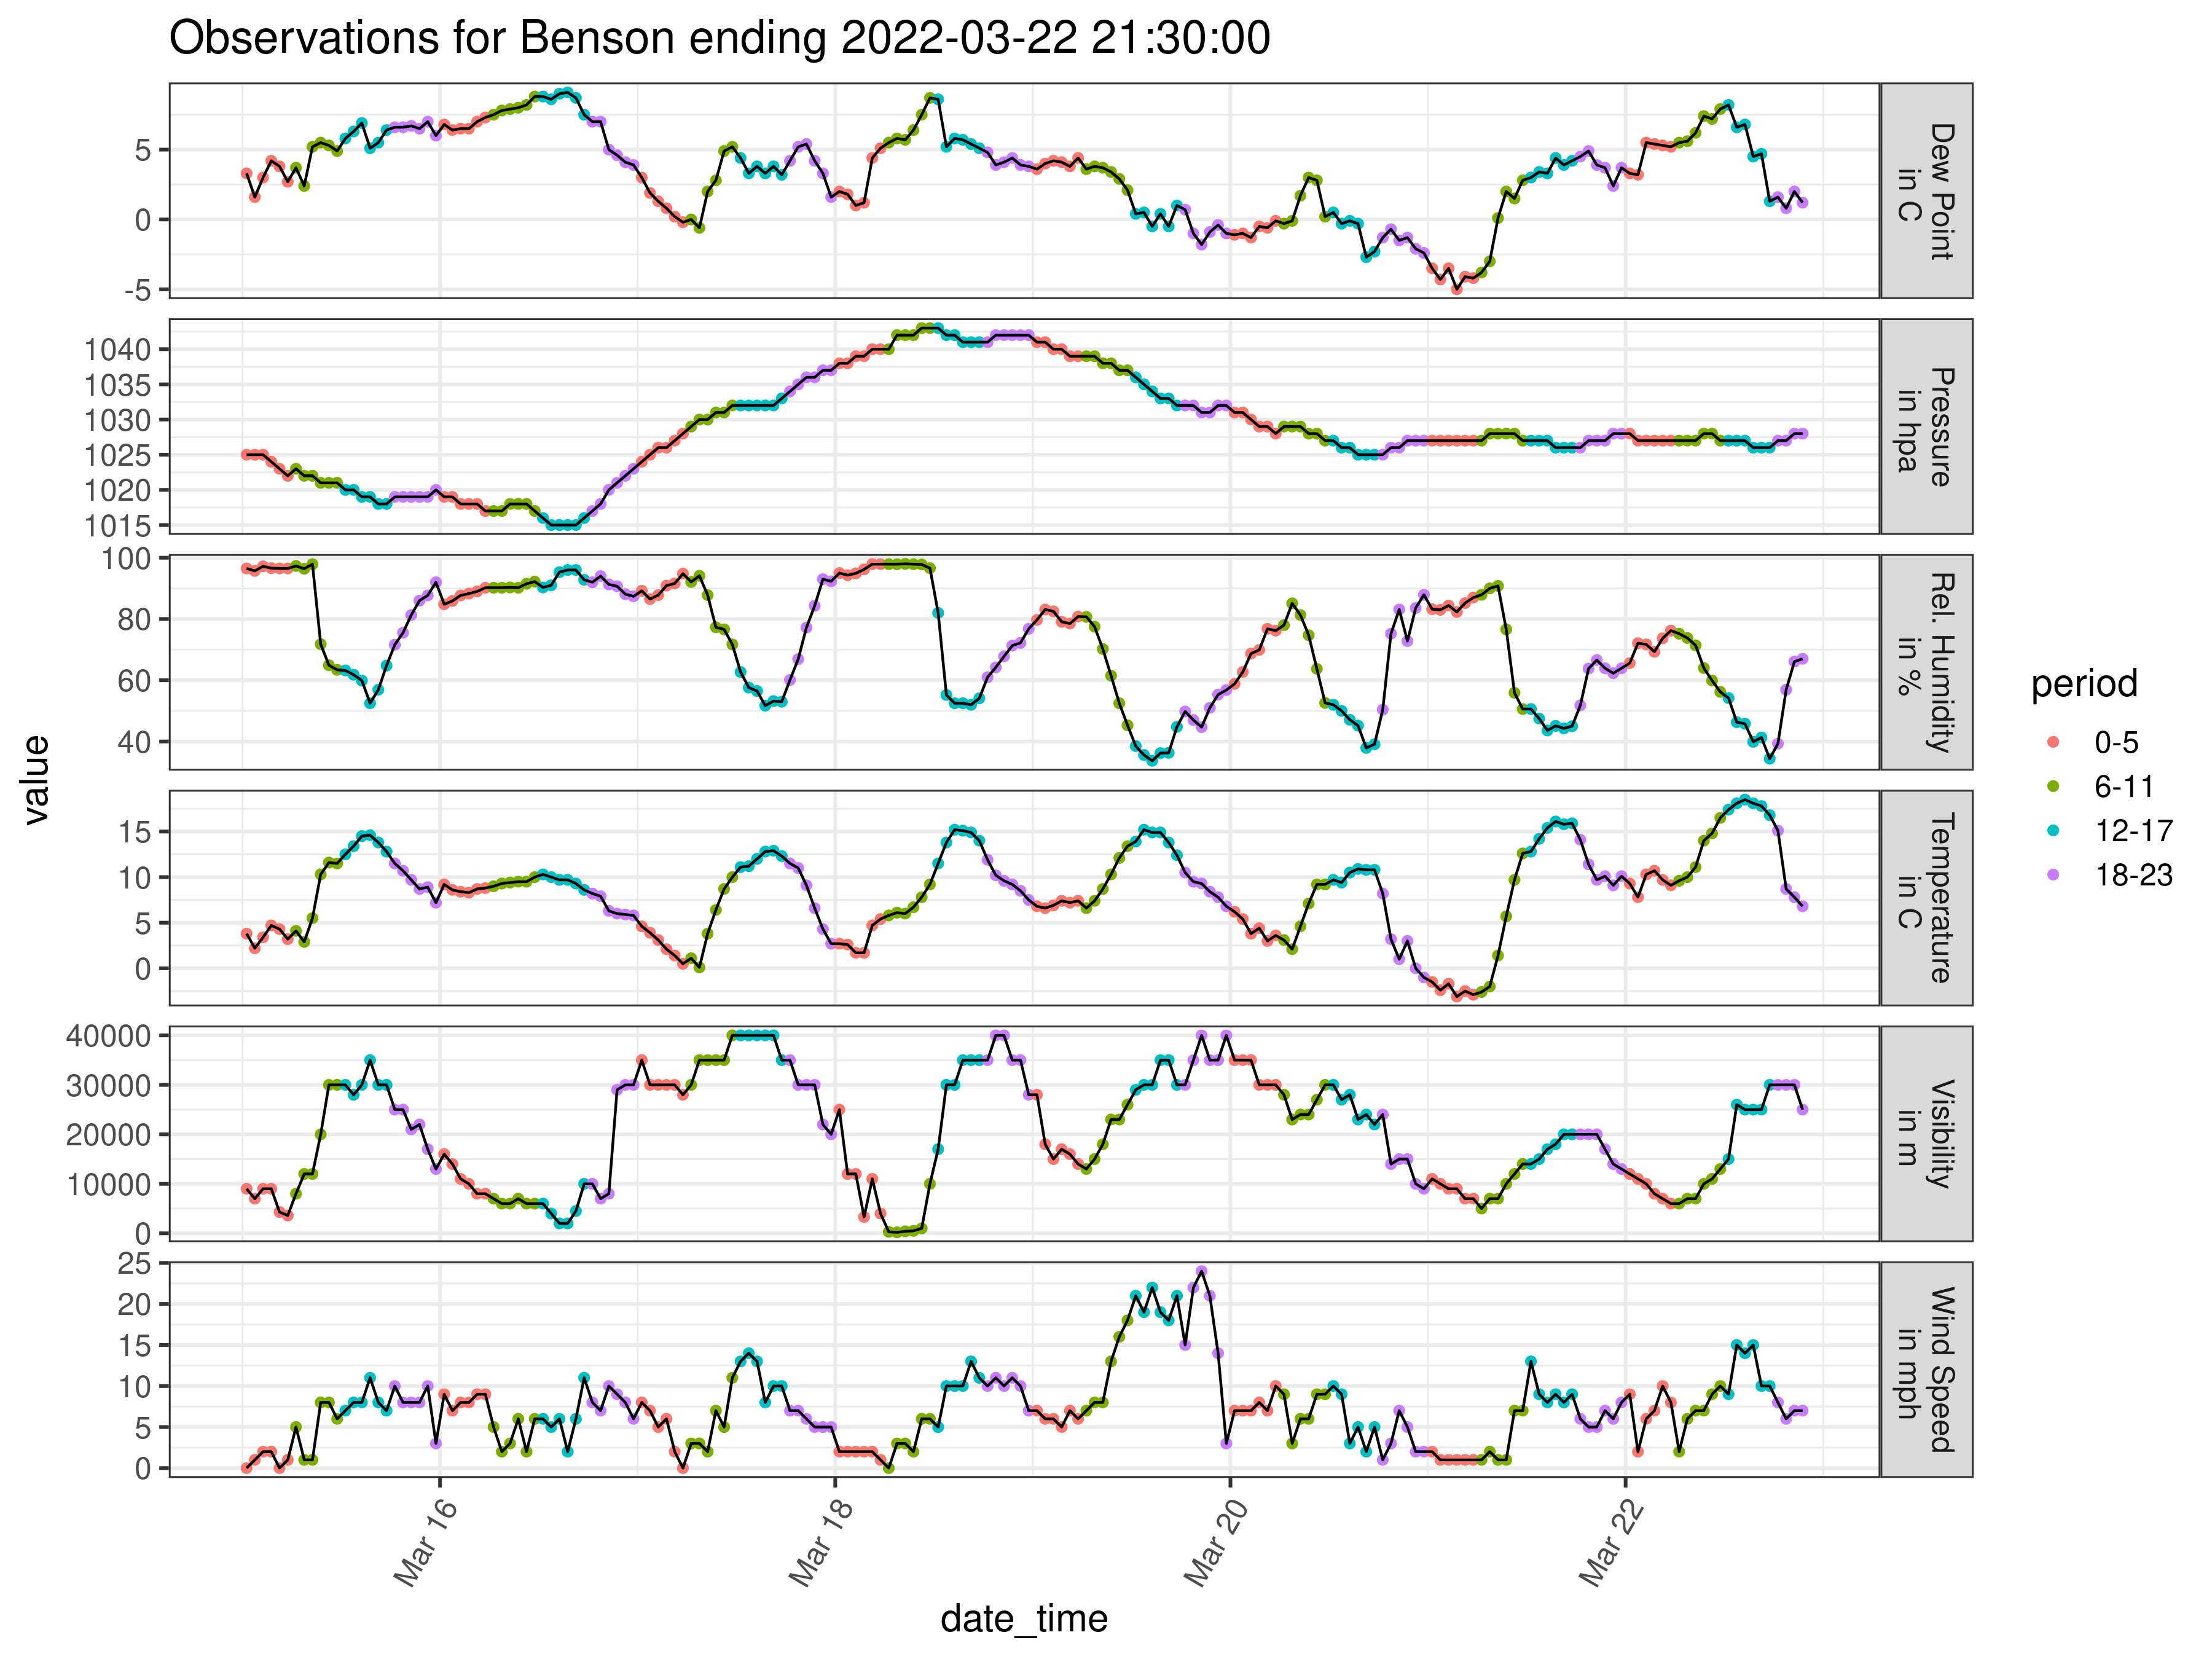 Observations for Benson ending 2022-03-22 21:30:00
value
5
0
-5
Dew Point
in C
1040
1035
1030
1025
1020
1015
Pressure
in hpa
100
80
60
40
Rel. Humidity
in %
15
10
5
0
Temperature
in C
40000
30000
20000
10000
0
Visibility
in m
25
20
15
10
5
0
Wind Speed
in mph
Mar 16
Mar 18
Mar 20
Mar 22
date_time
period
0-5
6-11
12-17
18-23